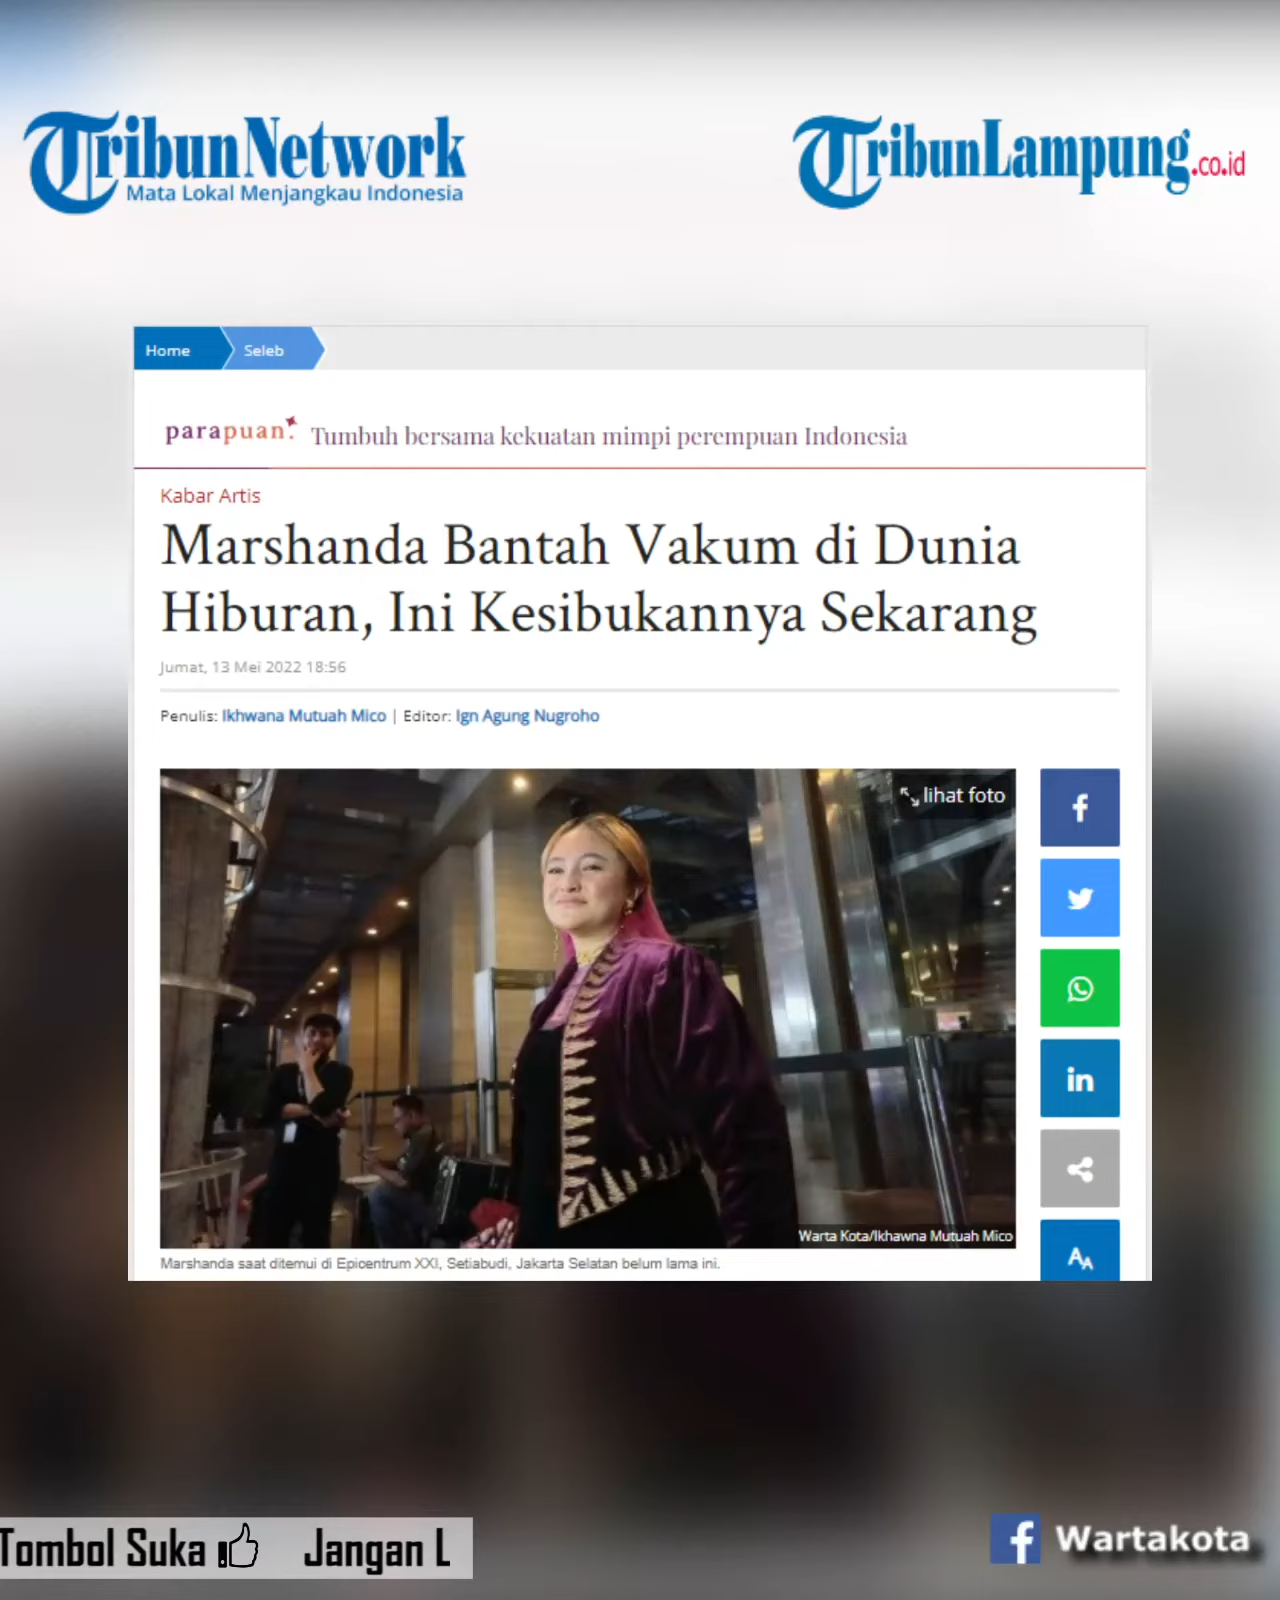 TribunNetwork
Mata Lokal Menjangkau Indonesia
TribunLampung.co.id
Home
Seleb
parapuan.
Tumbuh bersama kekuatan mimpi perempuan Indonesia
Kabar Artis
Marshanda Bantah Vakum di Dunia
Hiburan, Ini Kesibukannya Sekarang
Jumat, 13 Mei 2022 18:56
Penulis: Ikhwana Mutuah Mico | Editor: Ign Agung Nugroho
lihat foto
Warta Kota/Ikhawna Mutuah Mico
Marshanda saat ditemui di Epicentrum XXI, Setiabudi, Jakarta Selatan belum lama ini.
f
in
AA
Tombol Suka
Jangan L
f Wartakota